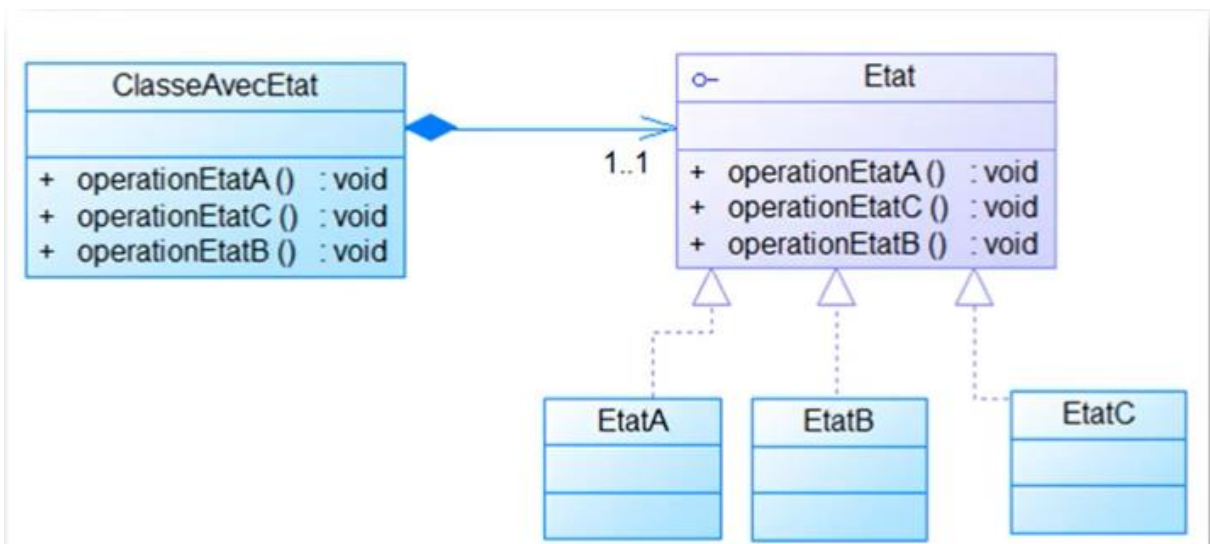 ClasseAvecEtat
+ operationEtatA () : void
+ operationEtatC () : void
+ operationEtatB () : void
1..1
Etat
+ operationEtatA () : void
+ operationEtatC () : void
+ operationEtatB () : void
EtatA
EtatB
EtatC